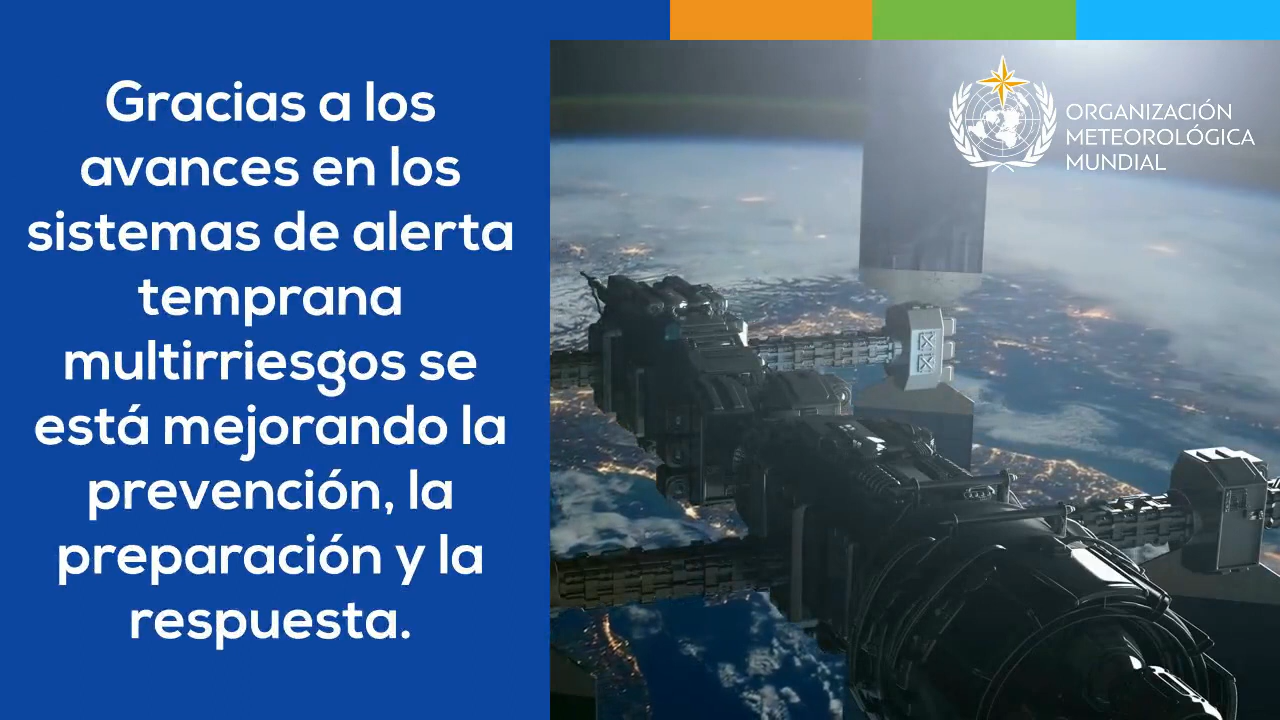 Gracias a los
avances en los
sistemas de alerta
temprana
multirriesgos se
está mejorando la
prevención, la
preparación y la
respuesta.
ORGANIZACIÓN
METEOROLÓGICA
MUNDIAL